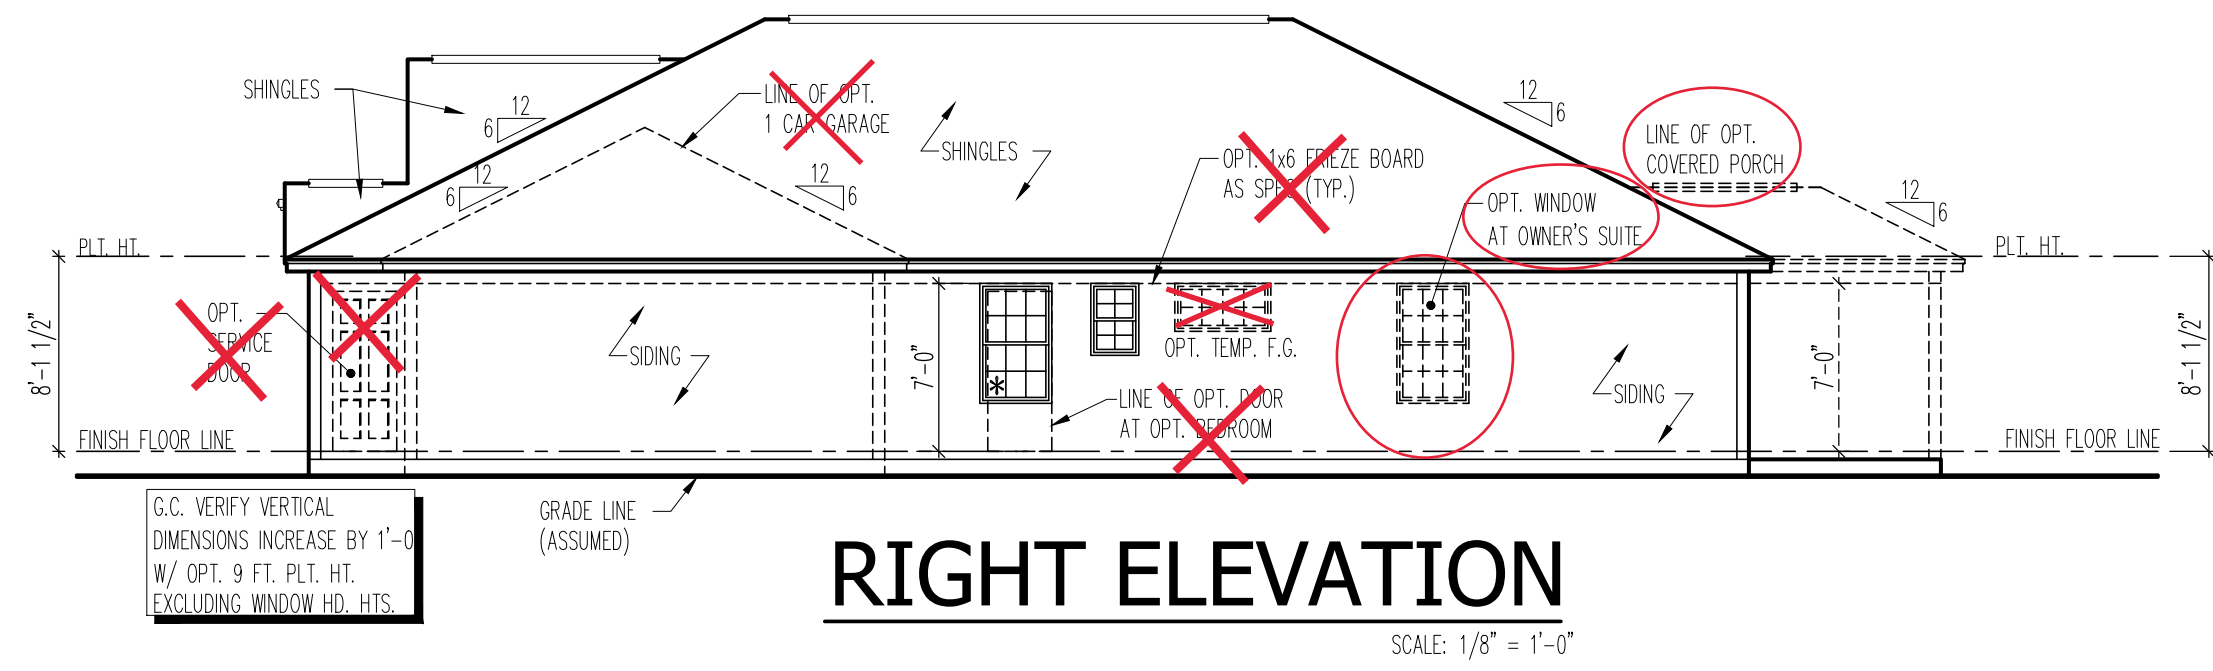 SHINGLES
12
6
12
6
LINE OF OPT.
1 CAR GARAGE
12
6
SHINGLES
OPT. 1x6 FRIEZE BOARD
AS SPEC (TYP.)
12
6
LINE OF OPT.
COVERED PORCH
OPT. WINDOW
AT OWNER'S SUITE
12
6
PLT. HT.
PLT. HT.
8'-1 1/2"
OPT.
SERVICE
DOOR
SIDING
7'-0"
*
OPT. TEMP. F.G.
LINE OF OPT. DOOR
AT OPT. BEDROOM
SIDING
7'-0"
8'-1 1/2"
FINISH FLOOR LINE
FINISH FLOOR LINE
G.C. VERIFY VERTICAL
DIMENSIONS INCREASE BY 1'-0
W/ OPT. 9 FT. PLT. HT.
EXCLUDING WINDOW HD. HTS.
GRADE LINE
(ASSUMED)
RIGHT ELEVATION
SCALE: 1/8" = 1'-0"